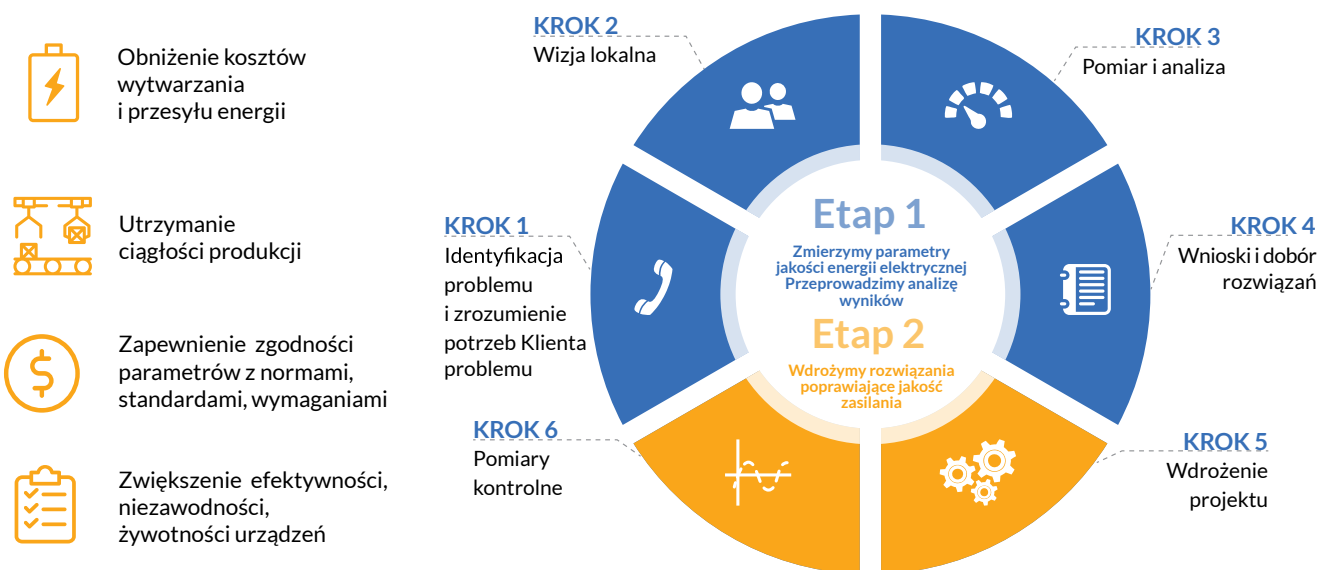 Obniżenie kosztów
wytwarzania
i przesyłu energii
Utrzymanie
ciągłości produkcji
Zapewnienie zgodności
parametrów z normami,
standardami, wymaganiami
Zwiększenie efektywności,
niezawodności,
żywotności urządzeń
KROK 1
Identyfikacja
problemu
i zrozumienie
potrzeb Klienta
problemu
KROK 2
Wizja lokalna
KROK 3
Pomiar i analiza
KROK 4
Wnioski i dobór
rozwiązań
KROK 5
Wdrożenie
projektu
KROK 6
Pomiary
kontrolne
Etap 1
Zmierzymy parametry
jakości energii elektrycznej
Przeprowadzimy analizę
wyników
Etap 2
Wdrożymy rozwiązania
poprawiające jakość
zasilania